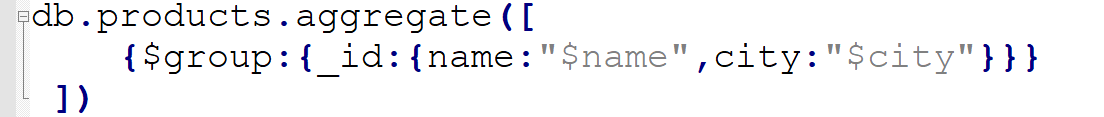 db.products.aggregate([
{$group:{_id:{name:"$name",city:"$city"}}}
])